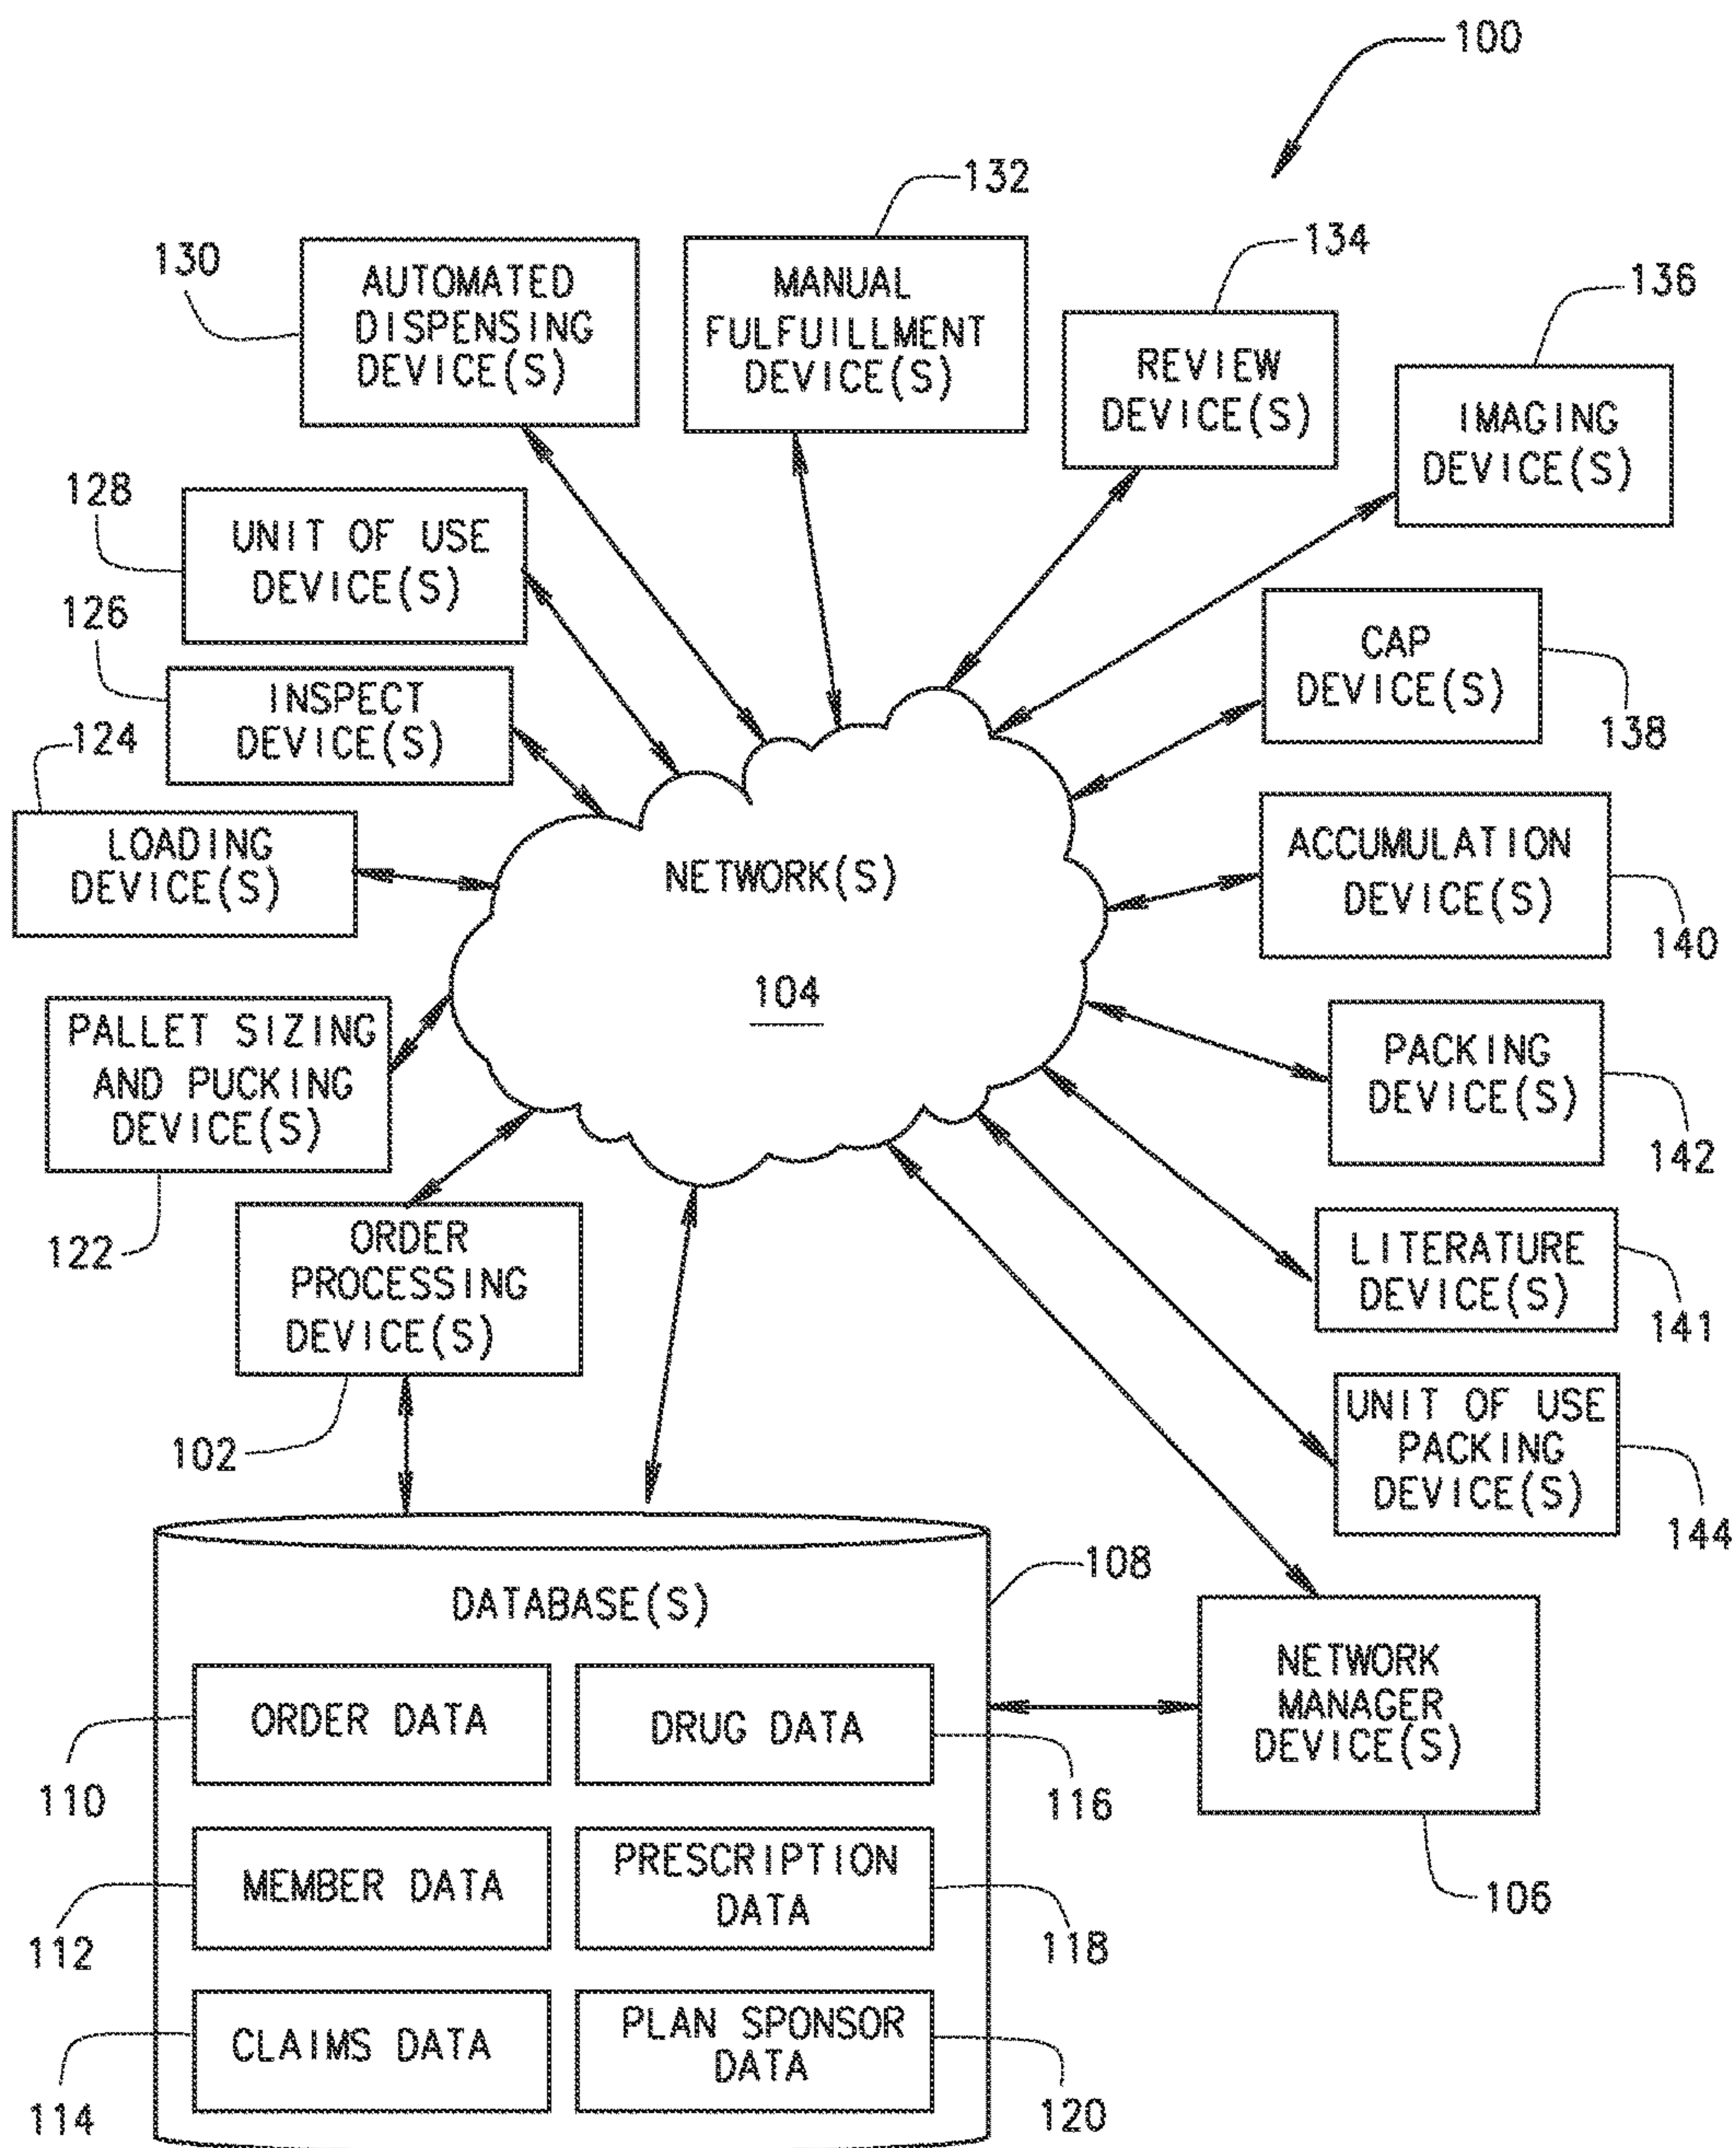 100
132
130
134
136
AUTOMATED
DISPENSING
DEVICE(S)
MANUAL
FULFUILLMENT
DEVICE(S)
REVIEW
DEVICE(S)
IMAGING
DEVICE(S)
128
UNIT OF USE
DEVICE(S)
126
INSPECT
DEVICE(S)
CAP
DEVICE(S)
138
124
LOADING
DEVICE(S)
NETWORK(S)
104
ACCUMULATION
DEVICE(S)
140
PALLET SIZING
AND PUCKING
DEVICE(S)
122
PACKING
DEVICE(S)
142
ORDER
PROCESSING
DEVICE(S)
102
LITERATURE
DEVICE(S)
141
UNIT OF USE
PACKING
DEVICE(S)
144
108
DATABASE(S)
ORDER DATA
110
DRUG DATA
116
MEMBER DATA
112
PRESCRIPTION
DATA
118
CLAIMS DATA
114
PLAN SPONSOR
DATA
120
NETWORK
MANAGER
DEVICE(S)
106